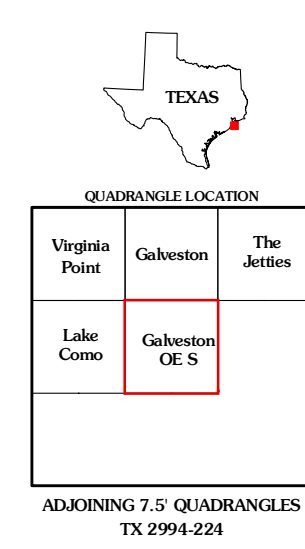 TEXAS
QUADRANGLE LOCATION
Virginia
Point
Galveston
The
Jetties
Lake
Como
Galveston
OE S
ADJOINING 7.5' QUADRANGLES
TX 2994-224